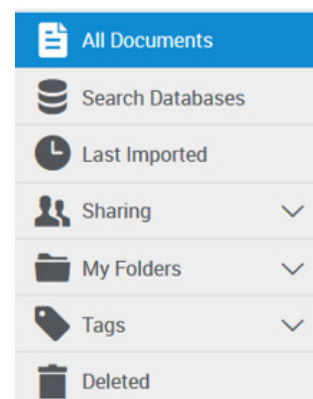 All Documents
Search Databases
Last Imported
Sharing
My Folders
Tags
Deleted